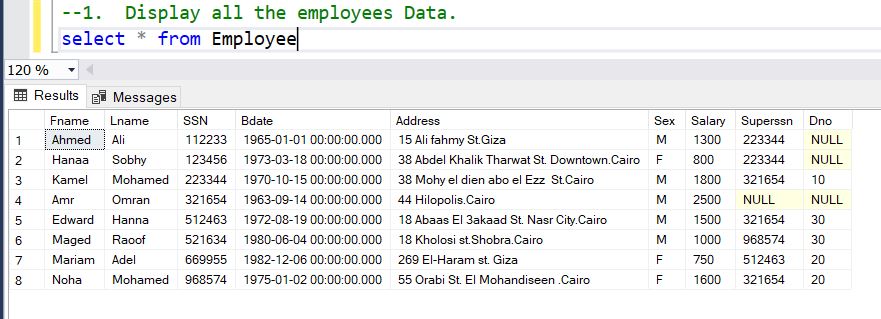 --1.  Display all the employees Data.
select * from Employee
120 %
Results Messages
Fname Lname SSN Bdate Address Sex Salary Superssn Dno
1 Ahmed Ali 112233 1965-01-01 00:00:00.000 15 Ali fahmy St.Giza M 1300 223344 NULL
2 Hanaa Sobhy 123456 1973-03-18 00:00:00.000 38 Abdel Khalik Tharwat St. Downtown.Cairo F 800 223344 NULL
3 Kamel Mohamed 223344 1970-10-15 00:00:00.000 38 Mohy el dien abo el Ezz  St.Cairo M 1800 321654 10
4 Amr Omran 321654 1963-09-14 00:00:00.000 44 Hilopolis.Cairo M 2500 NULL NULL
5 Edward Hanna 512463 1972-08-19 00:00:00.000 18 Abaas El 3akaad St. Nasr City.Cairo M 1500 321654 30
6 Maged Raoof 521634 1980-06-04 00:00:00.000 18 Kholosi st.Shobra.Cairo M 1000 968574 30
7 Mariam Adel 669955 1982-12-06 00:00:00.000 269 El-Haram st. Giza F 750 512463 20
8 Noha Mohamed 968574 1975-01-02 00:00:00.000 55 Orabi St. El Mohandiseen .Cairo F 1600 321654 20